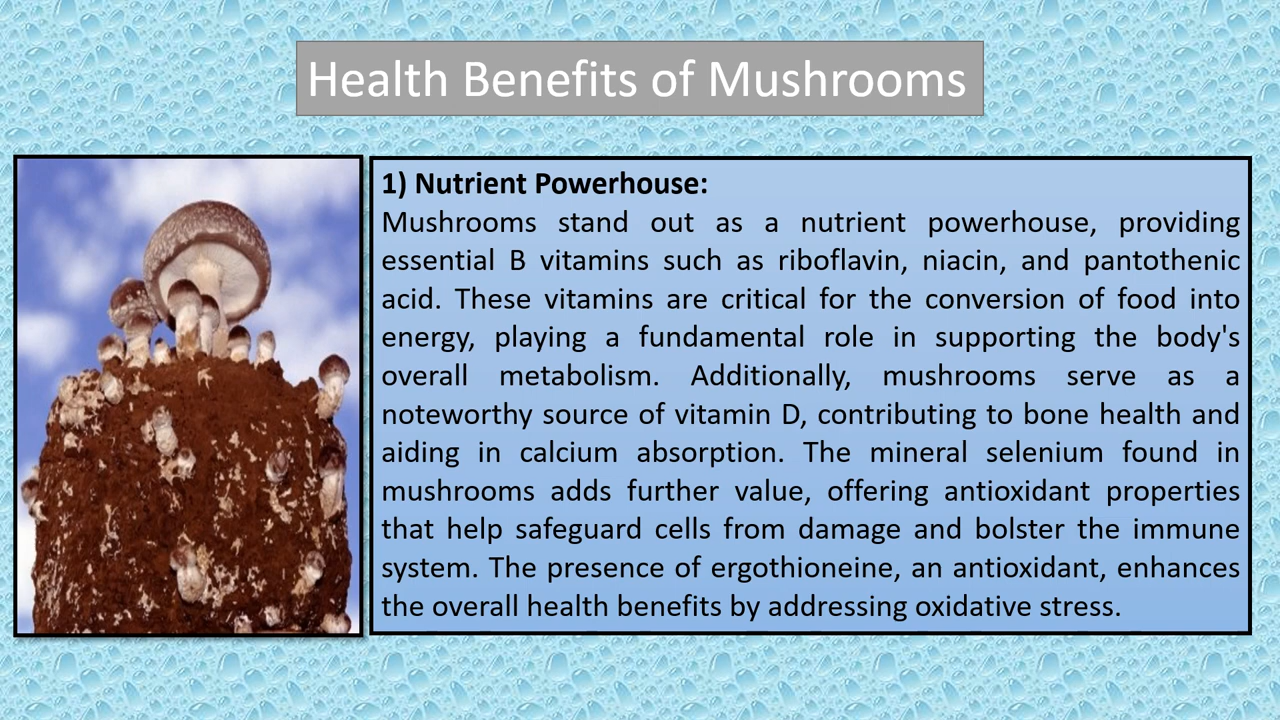 Health Benefits of Mushrooms
1) Nutrient Powerhouse:
Mushrooms stand out as a nutrient powerhouse, providing
essential B vitamins such as riboflavin, niacin, and pantothenic
acid. These vitamins are critical for the conversion of food into
energy, playing a fundamental role in supporting the body's
overall metabolism. Additionally, mushrooms serve as a
noteworthy source of vitamin D, contributing to bone health and
aiding in calcium absorption. The mineral selenium found in
mushrooms adds further value, offering antioxidant properties
that help safeguard cells from damage and bolster the immune
system. The presence of ergothioneine, an antioxidant, enhances
the overall health benefits by addressing oxidative stress.